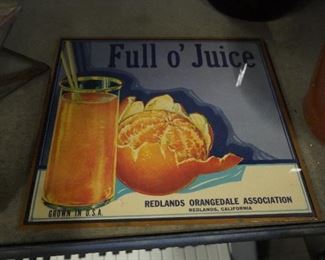 Full o' Juice
REDLANDS ORANGEDALE ASSOCIATION
REDLANDS, CALIFORNIA
GROWN IN U.S.A.